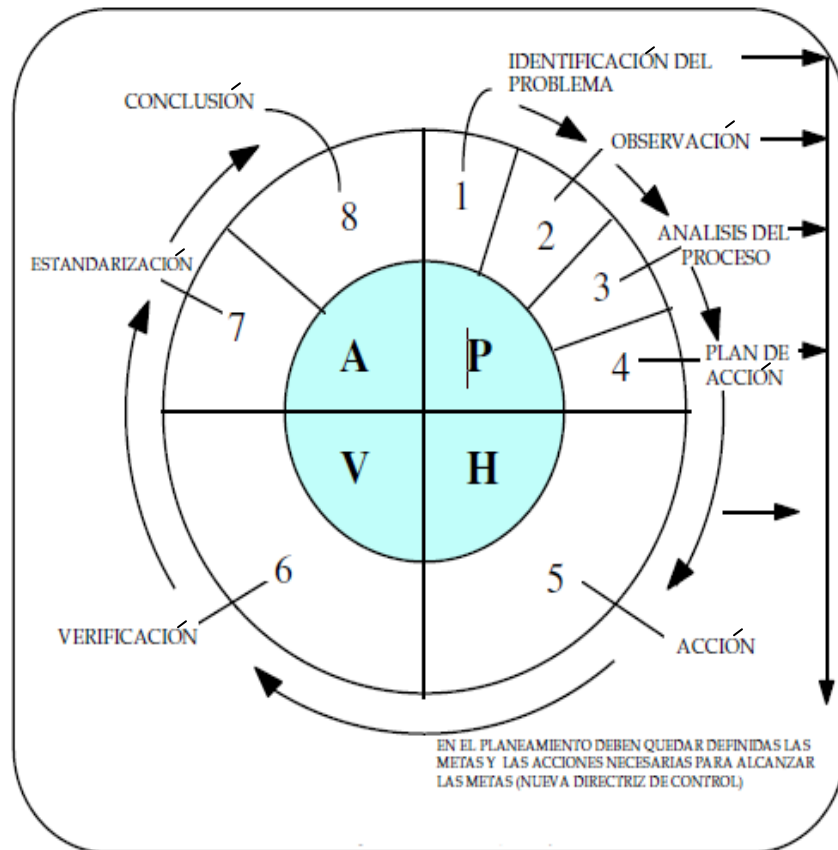 IDENTIFICACIÓN DEL
PROBLEMA
CONCLUSIÓN
OBSERVACIÓN
1
8
2
ANALISIS DEL
PROCESO
ESTANDARIZACIÓN
3
7
A
P
4
PLAN DE
ACCIÓN
V
H
6
5
VERIFICACIÓN
ACCIÓN
EN EL PLANEAMIENTO DEBEN QUEDAR DEFINIDAS LAS
METAS Y LAS ACCIONES NECESARIAS PARA ALCANZAR
LAS METAS (NUEVA DIRECTRIZ DE CONTROL)